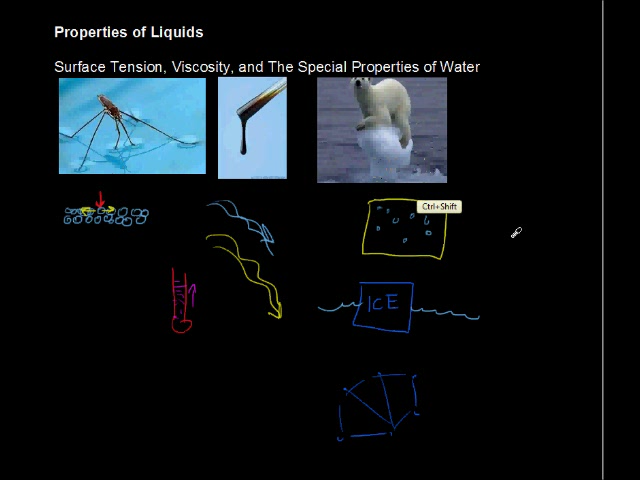 Properties of Liquids
Surface Tension, Viscosity, and The Special Properties of Water
Ctrl+Shift
ICE